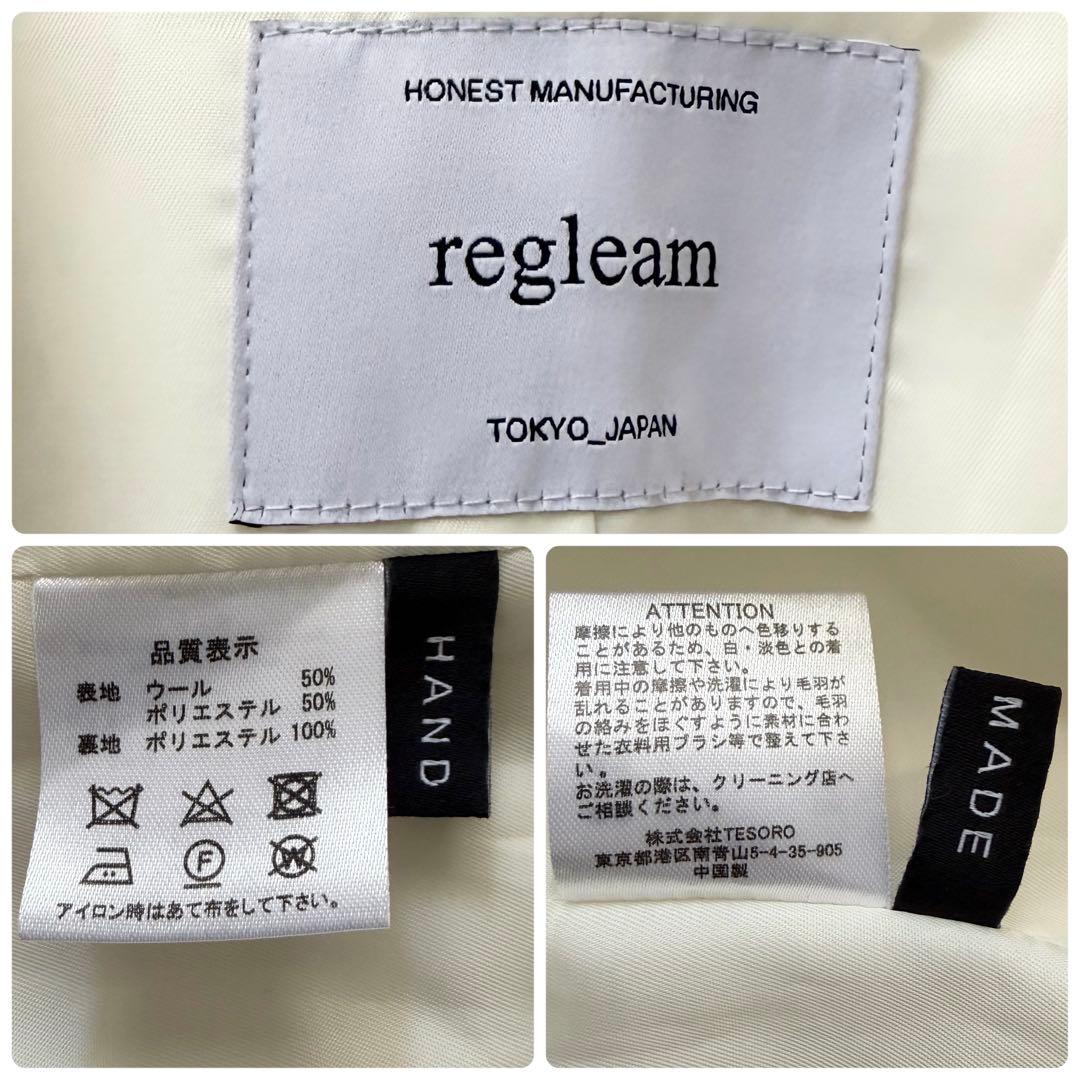 HONEST MANUFACTURING
regleam
TOKYO_JAPAN
品質表示
表地 ウール 50%
ポリエステル 50%
裏地 ポリエステル 100%
F
W
アイロン時はあて布をして下さい。
HAND
ATTENTION
摩擦により他のものへ色移りする
ことがあるため、白・淡色との着
用に注意して下さい。
着用中の摩擦や洗濯により毛羽が
乱れることがありますので、毛羽
の絡みをほぐすように素材に合わ
せた衣料用ブラシ等で整えて下さ
い。
お洗濯の際は、クリーニング店へ
ご相談ください。
株式会社TESORO
東京都港区南青山5-4-35-905
中国製
MADE